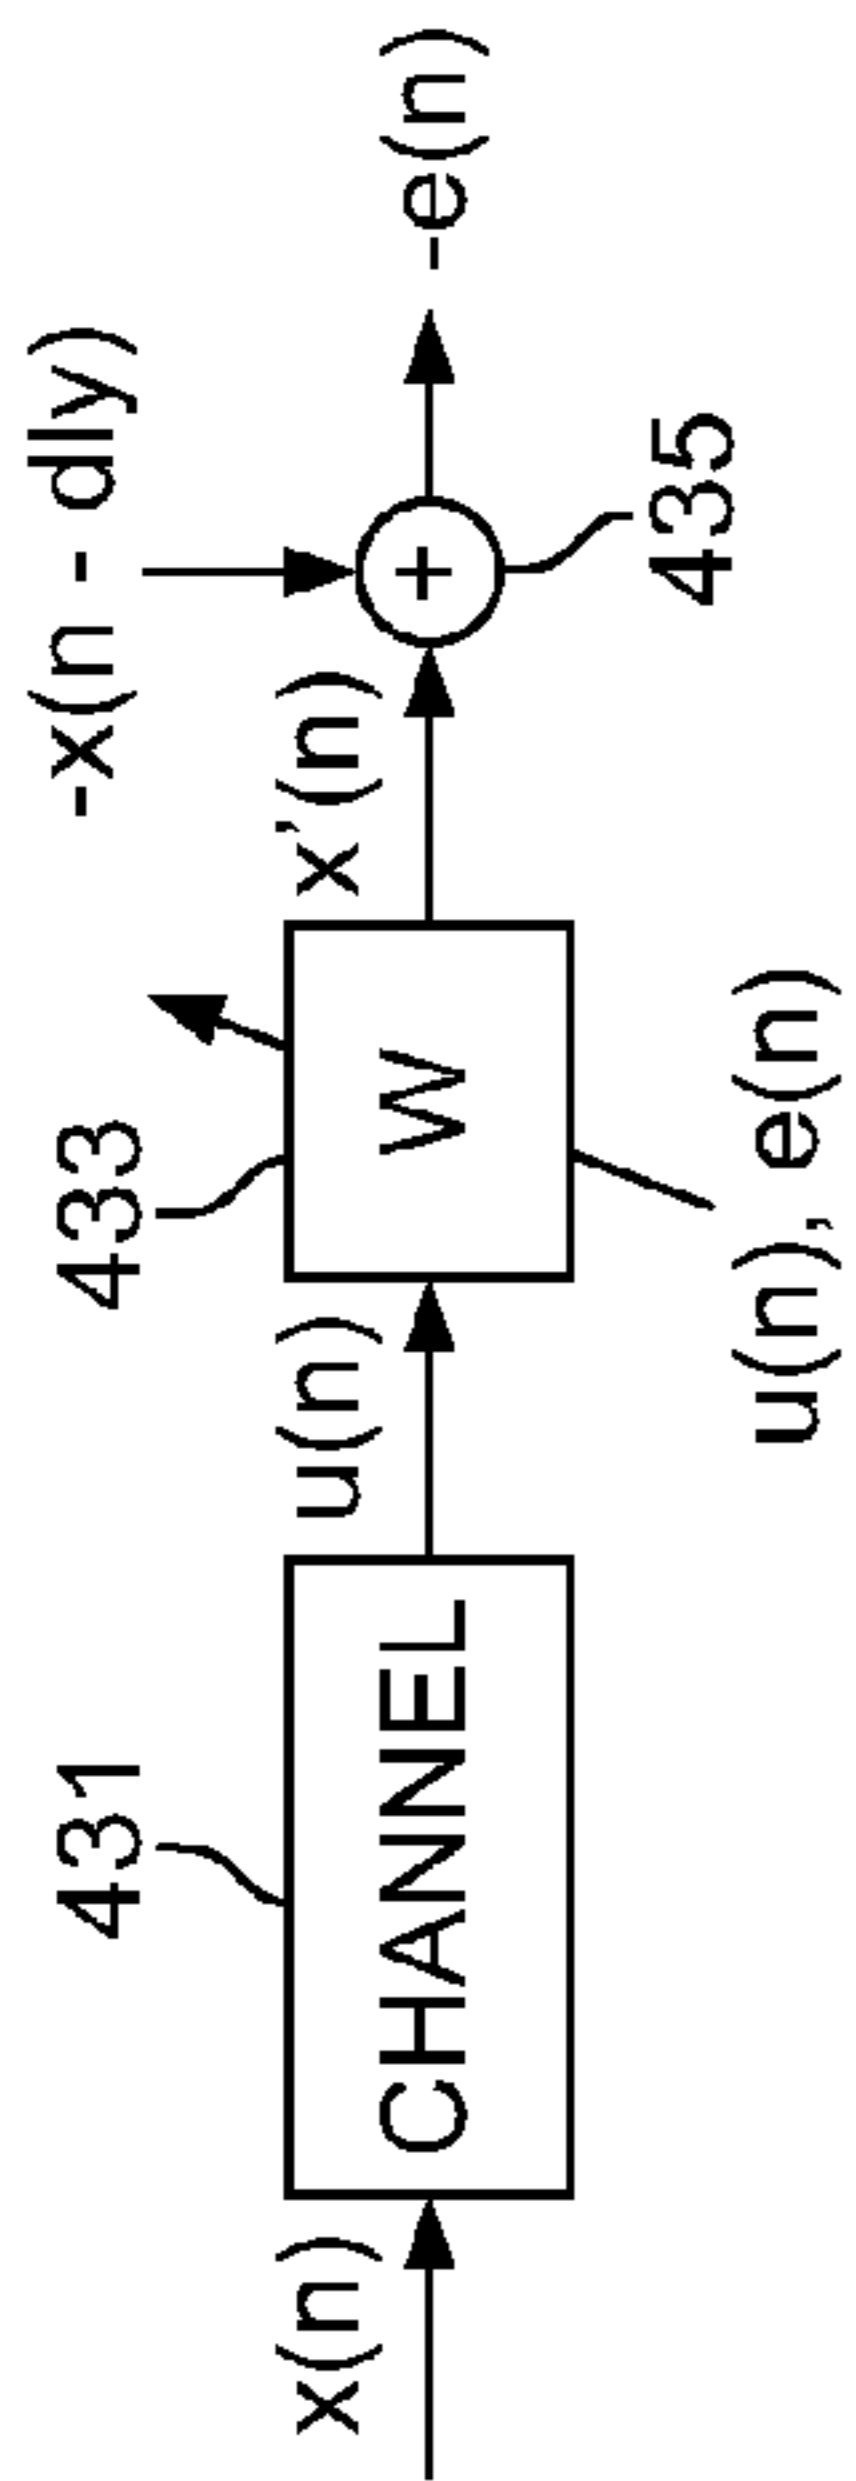 x(n)
431
CHANNEL
u(n)
433
W
u(n), e(n)
x'(n)
-x(n - dly)
+
435
-e(n)